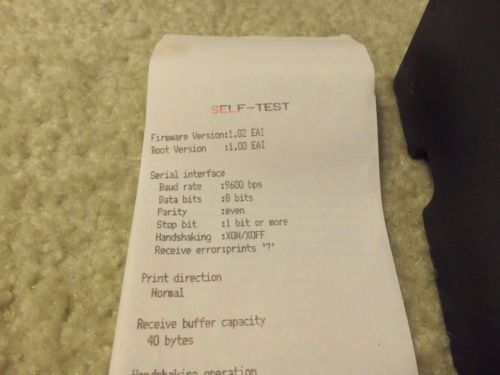 SELF-TEST
Firmware Version:1.02 EAI
Boot Version :1.00 EAI
Serial interface
Baud rate :9600 bps
Data bits :8 bits
Parity :even
Stop bit :1 bit or more
Handshaking :XON/XOFF
Receive error:prints '?'
Print direction
Normal
Receive buffer capacity
40 bytes
Handshaking operation